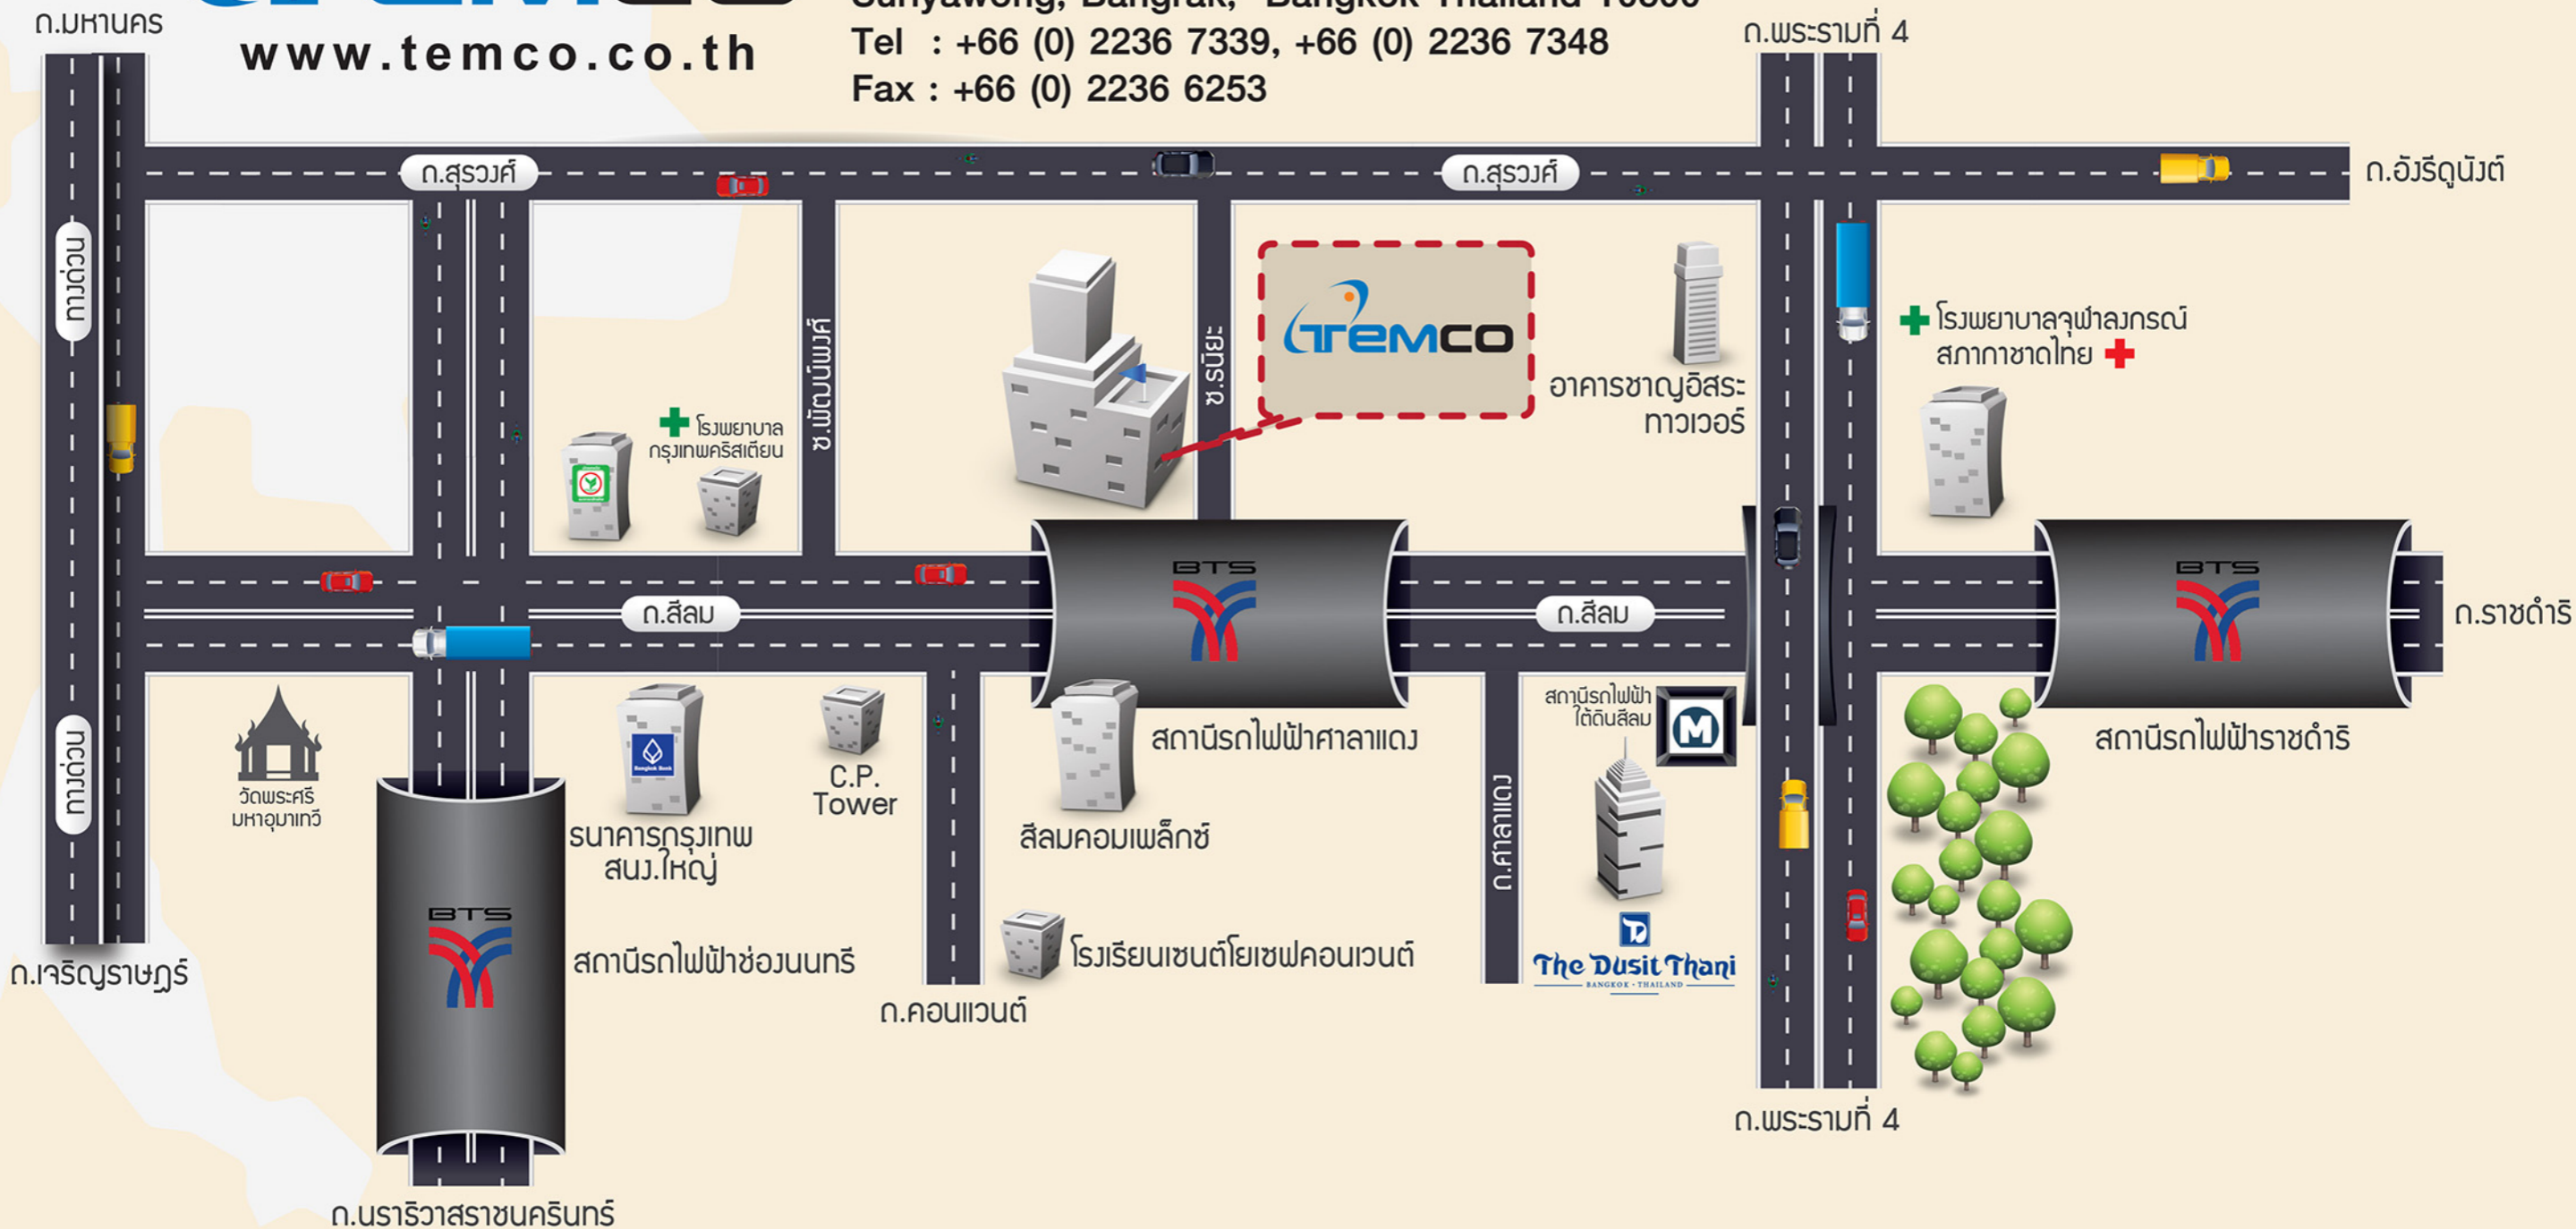 ถ.มหานคร
TEMCO
www.temco.co.th
Suriyawong, Bangrak, Bangkok Thailand 10500
Tel : +66 (0) 2236 7339, +66 (0) 2236 7348
Fax : +66 (0) 2236 6253
ถ.พระรามที่ 4
ถ.สุรวงศ์
ถ.สุรวงศ์
ถ.อังรีดูนังต์
ทางด่วน
ซ.พัฒน์พงศ์
ซ.ธนิยะ
TEMCO
อาคารชาญอิสระ
ทาวเวอร์
โรงพยาบาลจุฬาลงกรณ์
สภากาชาดไทย
โรงพยาบาล
กรุงเทพคริสเตียน
BTS
BTS
ถ.สีลม
ถ.สีลม
ถ.ราชดำริ
ทางด่วน
วัดพระศรี
มหาอุมาเทวี
Bangkok Bank
ธนาคารกรุงเทพ
สนง.ใหญ่
C.P.
Tower
สีลมคอมเพล็กซ์
สถานีรถไฟฟ้าศาลาแดง
ถ.ศาลาแดง
สถานีรถไฟฟ้า
ใต้ดินสีลม
M
สถานีรถไฟฟ้าราชดำริ
BTS
สถานีรถไฟฟ้าช่องนนทรี
โรงเรียนเซนต์โยเซฟคอนเวนต์
The Dusit Thani
BANGKOK · THAILAND
ถ.เจริญราษฎร์
ถ.คอนแวนต์
ถ.พระรามที่ 4
ถ.นราธิวาสราชนครินทร์